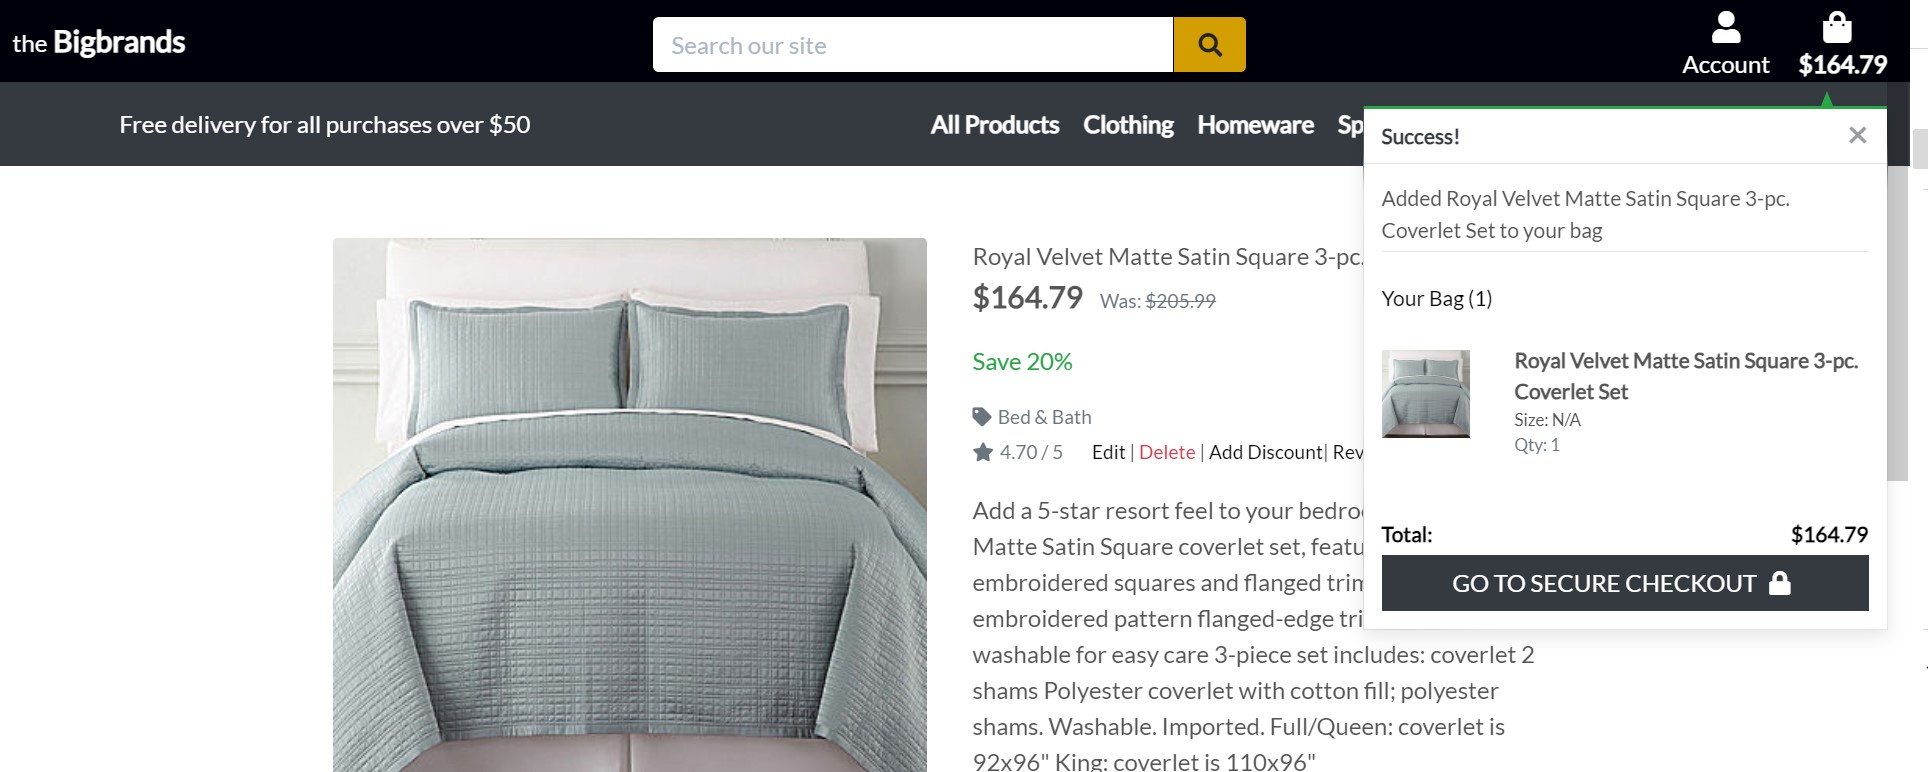 the Bigbrands
Search our site
Account
$164.79
Free delivery for all purchases over $50
All Products Clothing Homeware Sp
Success!
Added Royal Velvet Matte Satin Square 3-pc.
Coverlet Set to your bag
Your Bag (1)
Royal Velvet Matte Satin Square 3-pc.
Coverlet Set
Size: N/A
Qty: 1
Total: $164.79
GO TO SECURE CHECKOUT
Royal Velvet Matte Satin Square 3-pc.
$164.79 Was: $205.99
Save 20%
Bed & Bath
4.70 / 5 Edit | Delete | Add Discount| Rev
Add a 5-star resort feel to your bedro
Matte Satin Square coverlet set, featu
embroidered squares and flanged trim
embroidered pattern flanged-edge tri
washable for easy care 3-piece set includes: coverlet 2
shams Polyester coverlet with cotton fill; polyester
shams. Washable. Imported. Full/Queen: coverlet is
92x96" King: coverlet is 110x96"